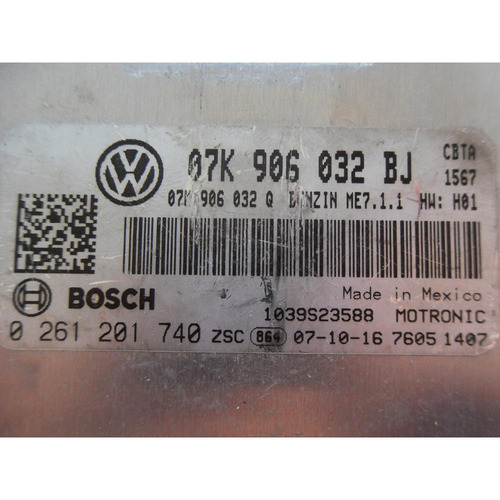 07K 906 032 BJ CBTA
1567
07K 906 032 Q BENZIN ME7.1.1 HW: H01
BOSCH
Made in Mexico
1039S23588 MOTRONIC
0 261 201 740 ZSC 864 07-10-16 7605 1407